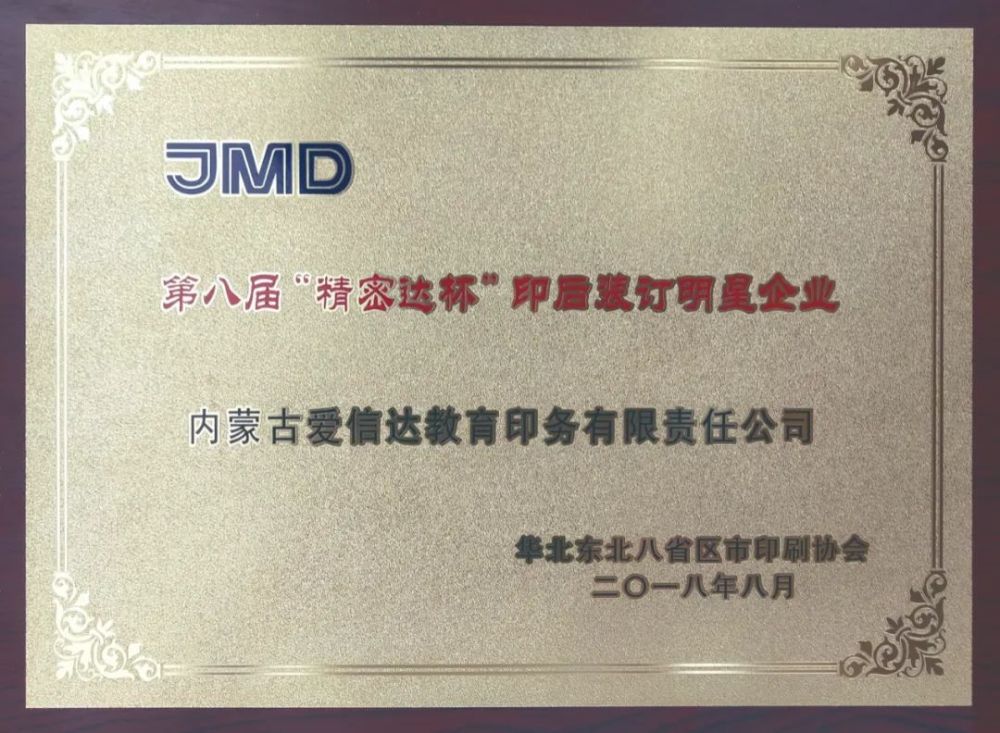 JMD
第八届“精密达杯”印后装订明星企业
内蒙古爱信达教育印务有限责任公司
华北东北八省区市印刷协会
二〇一八年八月